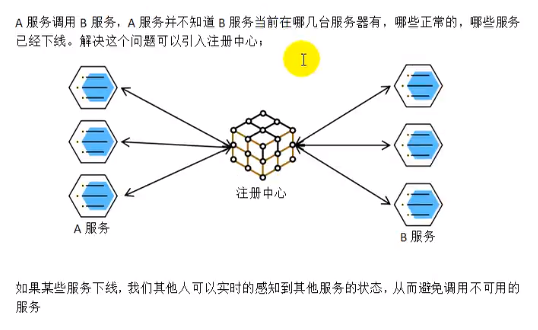 A 服务调用 B 服务，A 服务并不知道 B 服务当前在哪几台服务器有，哪些正常的，哪些服务
已经下线。解决这个问题可以引入注册中心；
注册中心
A 服务
B 服务
如果某些服务下线，我们其他人可以实时的感知到其他服务的状态，从而避免调用不可用的
服务